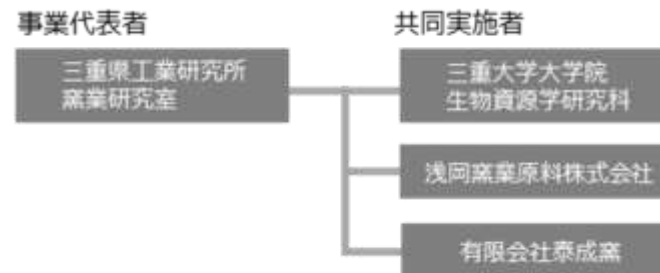 事業代表者
共同実施者
三重県工業研究所
窯業研究室
三重大学大学院
生物資源学研究科
浅岡窯業原料株式会社
有限会社泰成窯